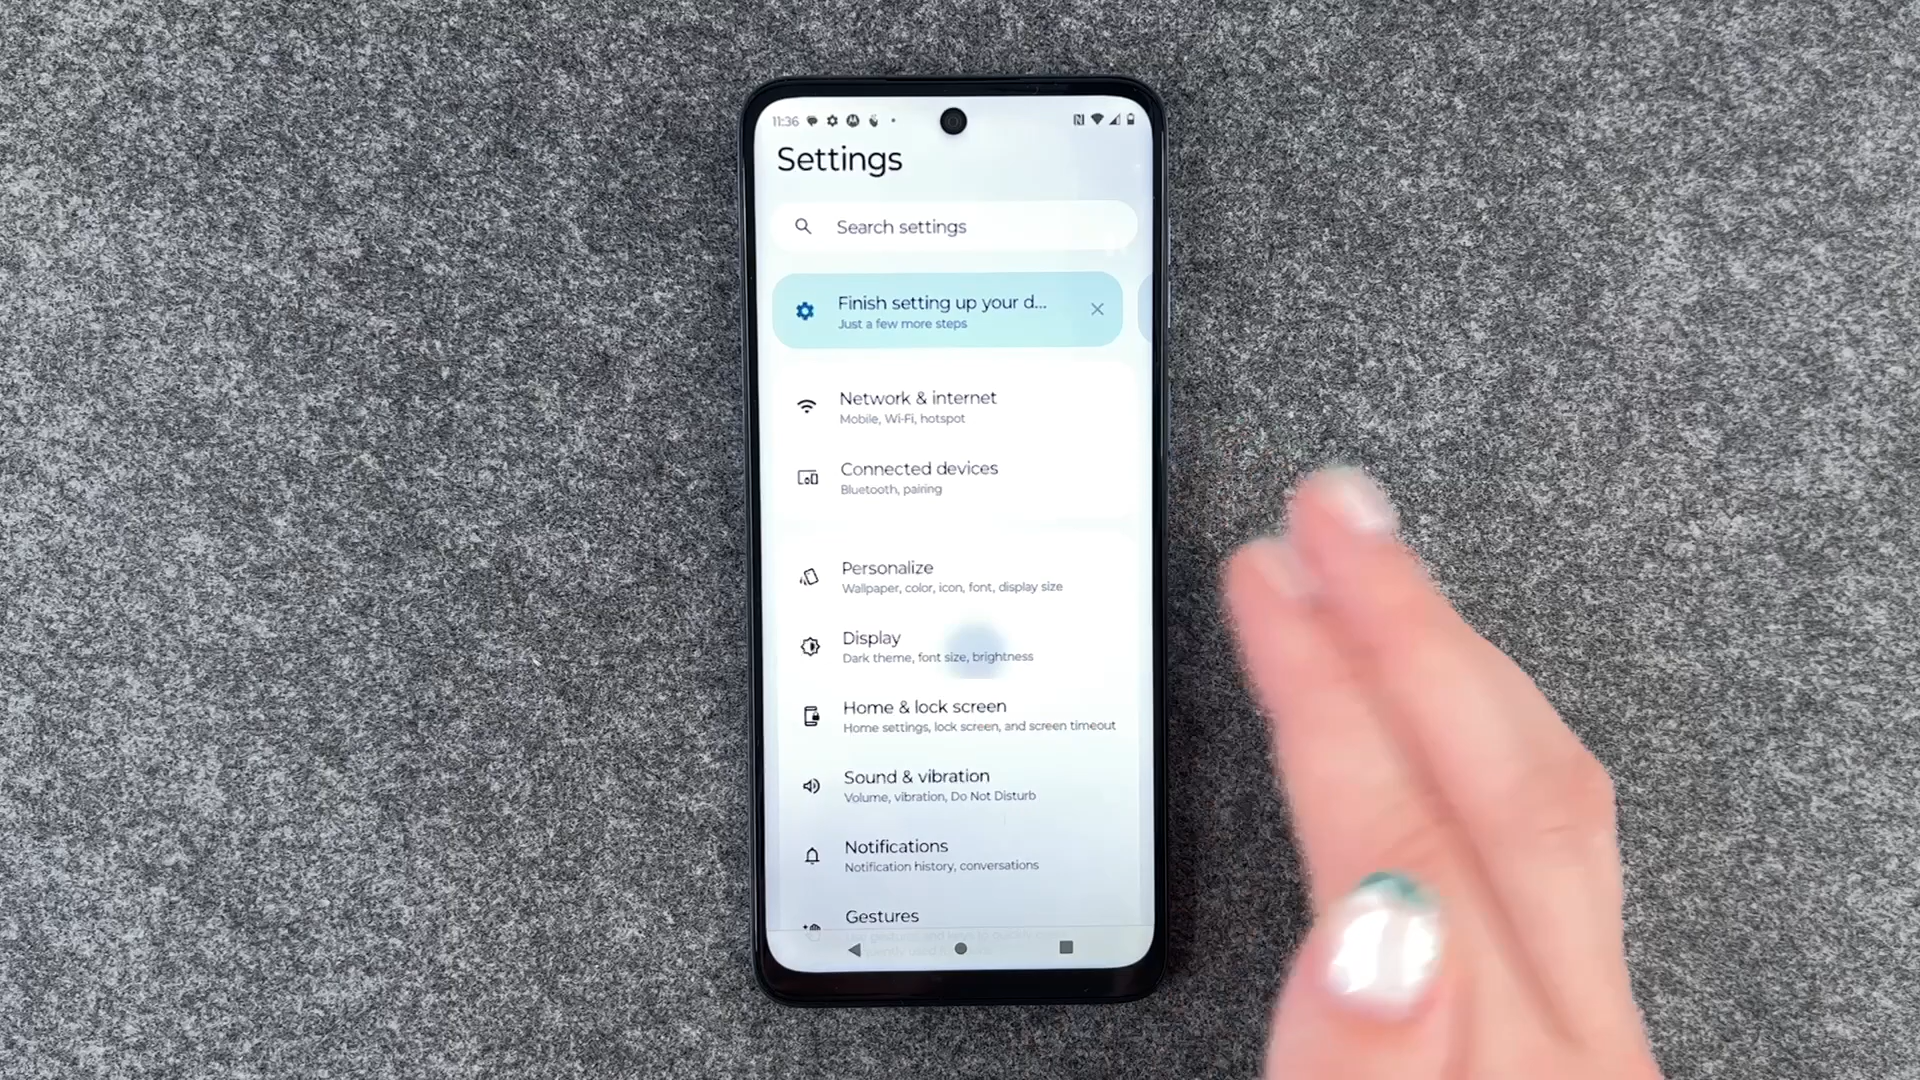 11:36
Settings
Search settings
Finish setting up your d...
Just a few more steps
Network & internet
Mobile, Wi-Fi, hotspot
Connected devices
Bluetooth, pairing
Personalize
Wallpaper, color, icon, font, display size
Display
Dark theme, font size, brightness
Home & lock screen
Home settings, lock screen, and screen timeout
Sound & vibration
Volume, vibration, Do Not Disturb
Notifications
Notification history, conversations
Gestures